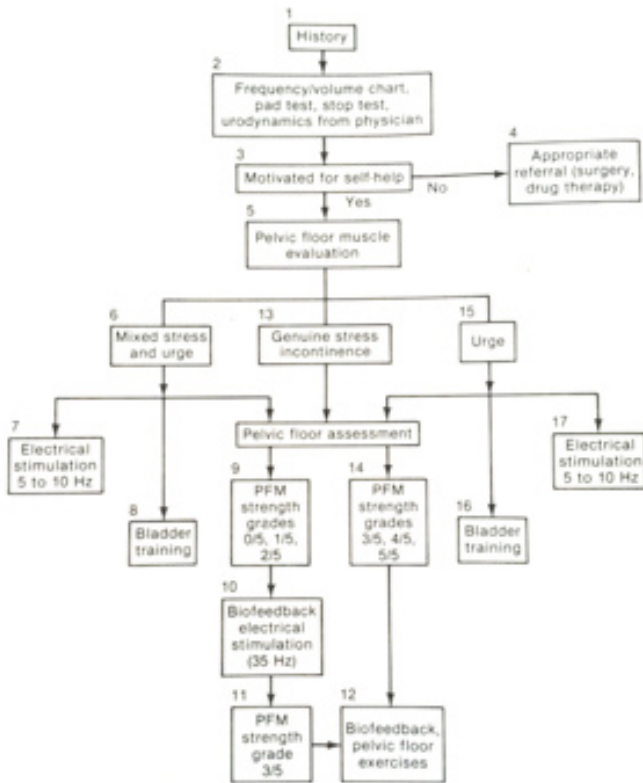 1
History
2
Frequency/volume chart,
pad test, stop test,
urodynamics from physician
3
Motivated for self-help
No
Yes
4
Appropriate
referral (surgery,
drug therapy)
5
Pelvic floor muscle
evaluation
6
Mixed stress
and urge
13
Genuine stress
incontinence
15
Urge
7
Electrical
stimulation
5 to 10 Hz
8
Bladder
training
Pelvic floor assessment
9
PFM
strength
grades
0/5, 1/5,
2/5
14
PFM
strength
grades
3/5, 4/5,
5/5
16
Bladder
training
17
Electrical
stimulation
5 to 10 Hz
10
Biofeedback
electrical
stimulation
(35 Hz)
11
PFM
strength
grade
3/5
12
Biofeedback,
pelvic floor
exercises